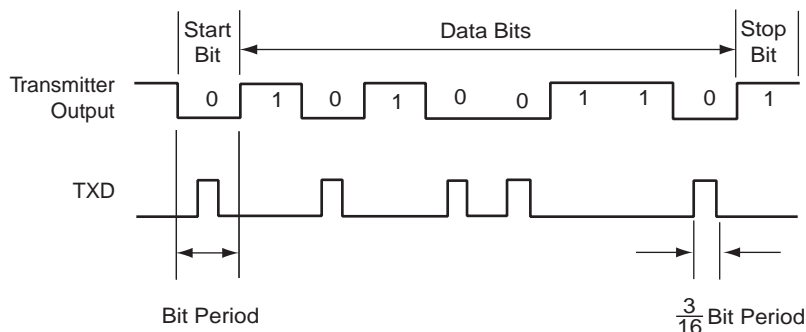 Start
Bit
Data Bits
Stop
Bit
Transmitter
Output
0 1 0 1 0 0 1 1 0 1
TXD
Bit Period
3/16 Bit Period